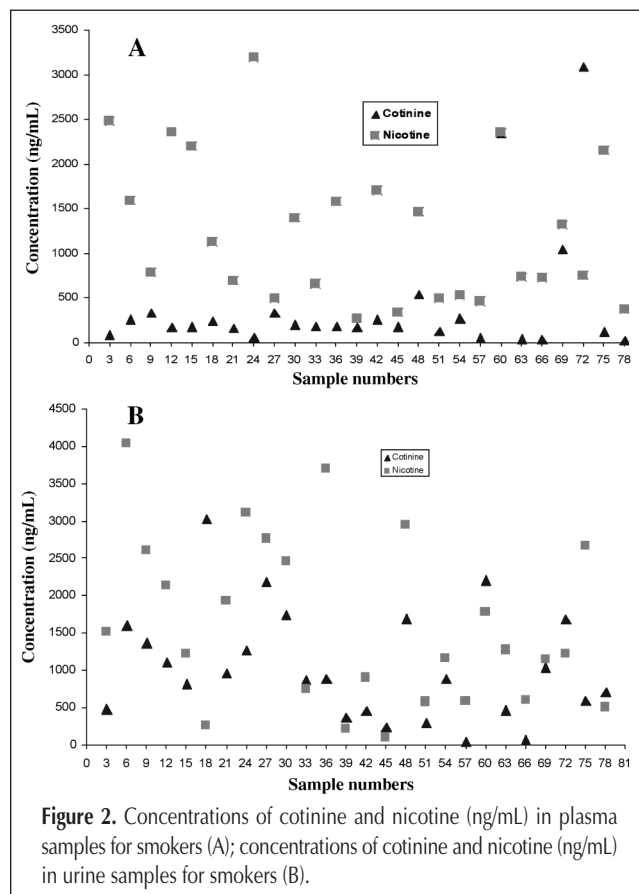 A
Concentration (ng/mL)
3500
3000
2500
2000
1500
1000
500
0
Cotinine
Nicotine
0 3 6 9 12 15 18 21 24 27 30 33 36 39 42 45 48 51 54 57 60 63 66 69 72 75 78
Sample numbers
B
Concentration (ng/mL)
4500
4000
3500
3000
2500
2000
1500
1000
500
0
Cotinine
Nicotine
0 3 6 9 12 15 18 21 24 27 30 33 36 39 42 45 48 51 54 57 60 63 66 69 72 75 78 81
Sample numbers
Figure 2. Concentrations of cotinine and nicotine (ng/mL) in plasma
samples for smokers (A); concentrations of cotinine and nicotine (ng/mL)
in urine samples for smokers (B).